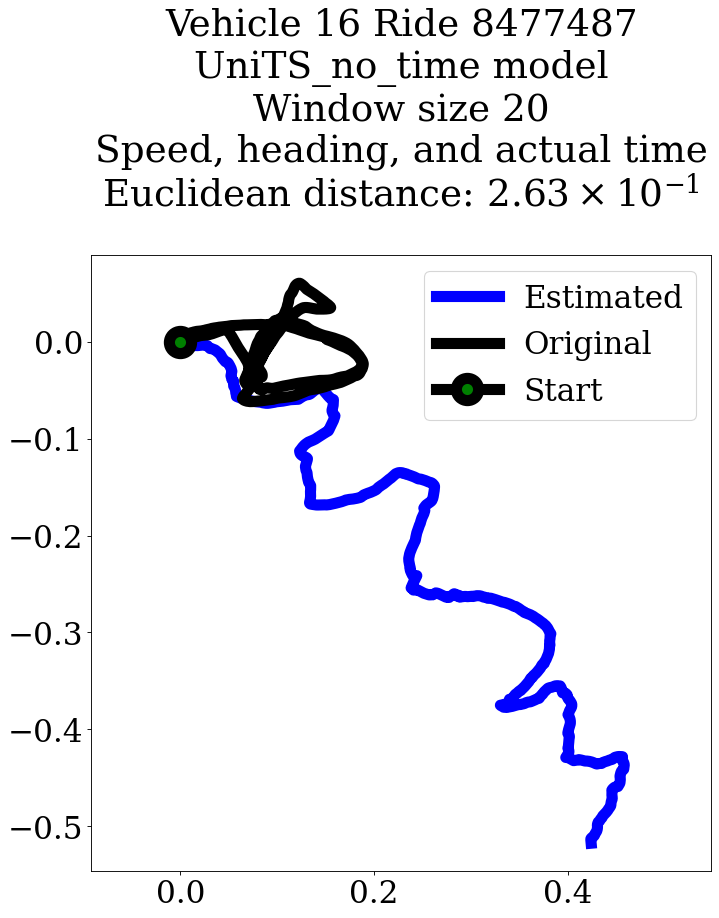 Vehicle 16 Ride 8477487
UniTS_no_time model
Window size 20
Speed, heading, and actual time
Euclidean distance: 2.63 × 10⁻¹
Estimated
Original
Start
0.0
−0.1
−0.2
−0.3
−0.4
−0.5
0.0 0.2 0.4